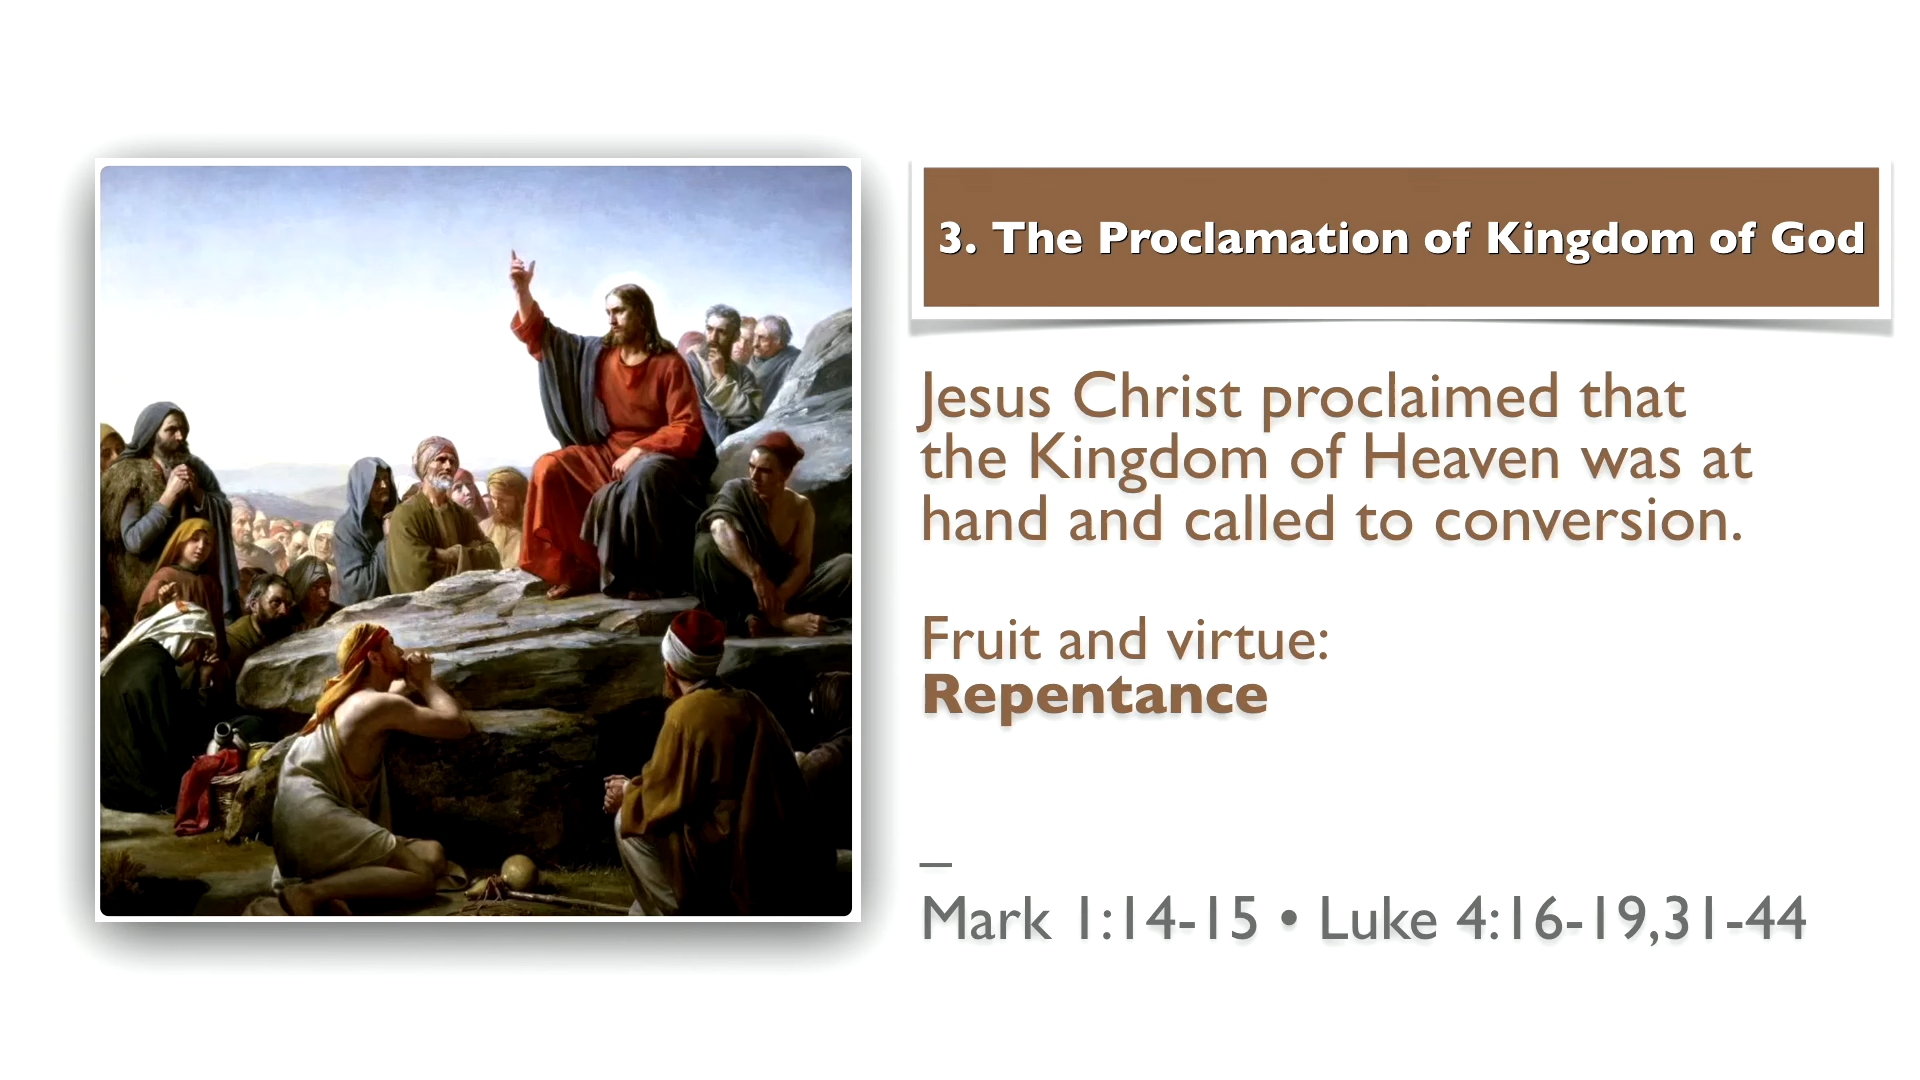 3. The Proclamation of Kingdom of God
Jesus Christ proclaimed that
the Kingdom of Heaven was at
hand and called to conversion.
Fruit and virtue:
Repentance
_
Mark 1:14-15 • Luke 4:16-19,31-44